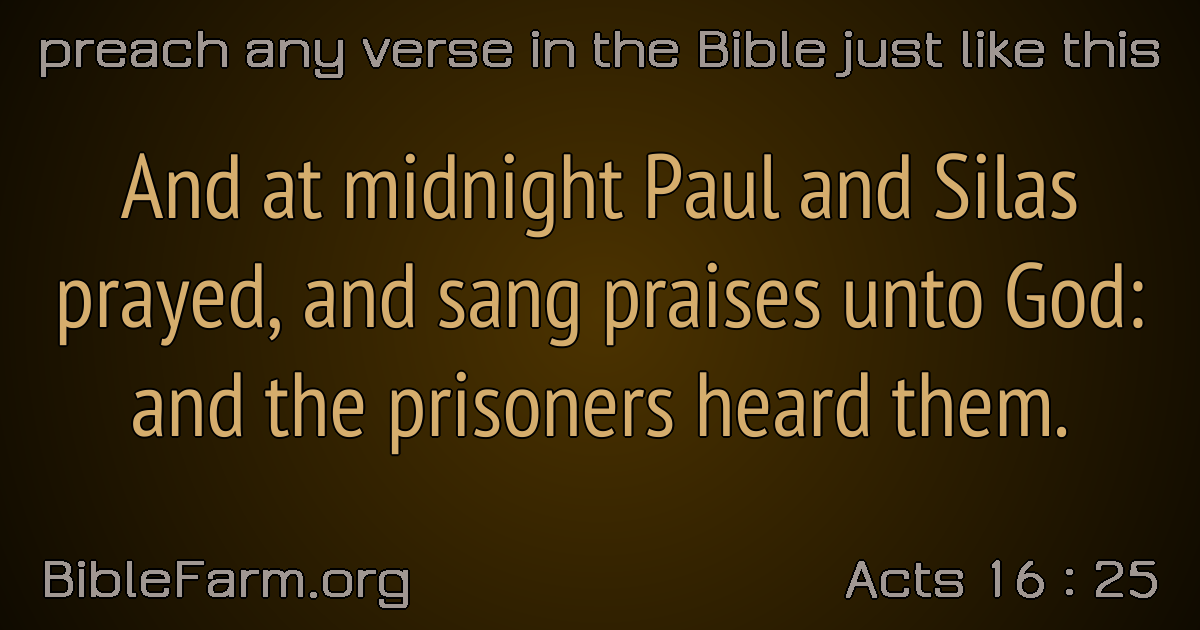 preach any verse in the Bible just like this
And at midnight Paul and Silas
prayed, and sang praises unto God:
and the prisoners heard them.
BibleFarm.org
Acts 16 : 25